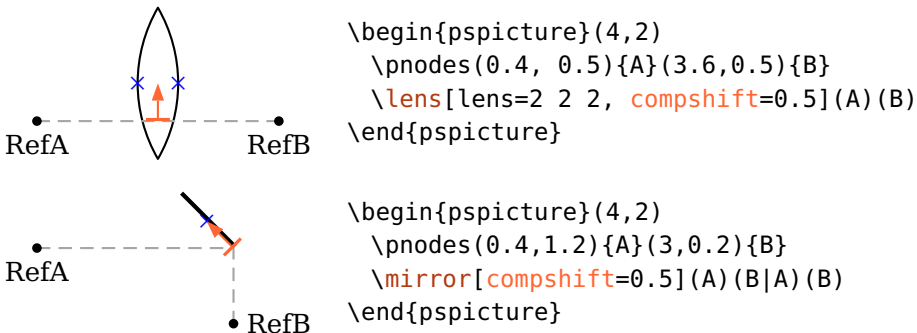 RefA
RefB
\begin{pspicture}(4,2)
  \pnodes(0.4, 0.5){A}(3.6,0.5){B}
  \lens[lens=2 2 2, compshift=0.5](A)(B)
\end{pspicture}
RefA
RefB
\begin{pspicture}(4,2)
  \pnodes(0.4,1.2){A}(3,0.2){B}
  \mirror[compshift=0.5](A)(B|A)(B)
\end{pspicture}